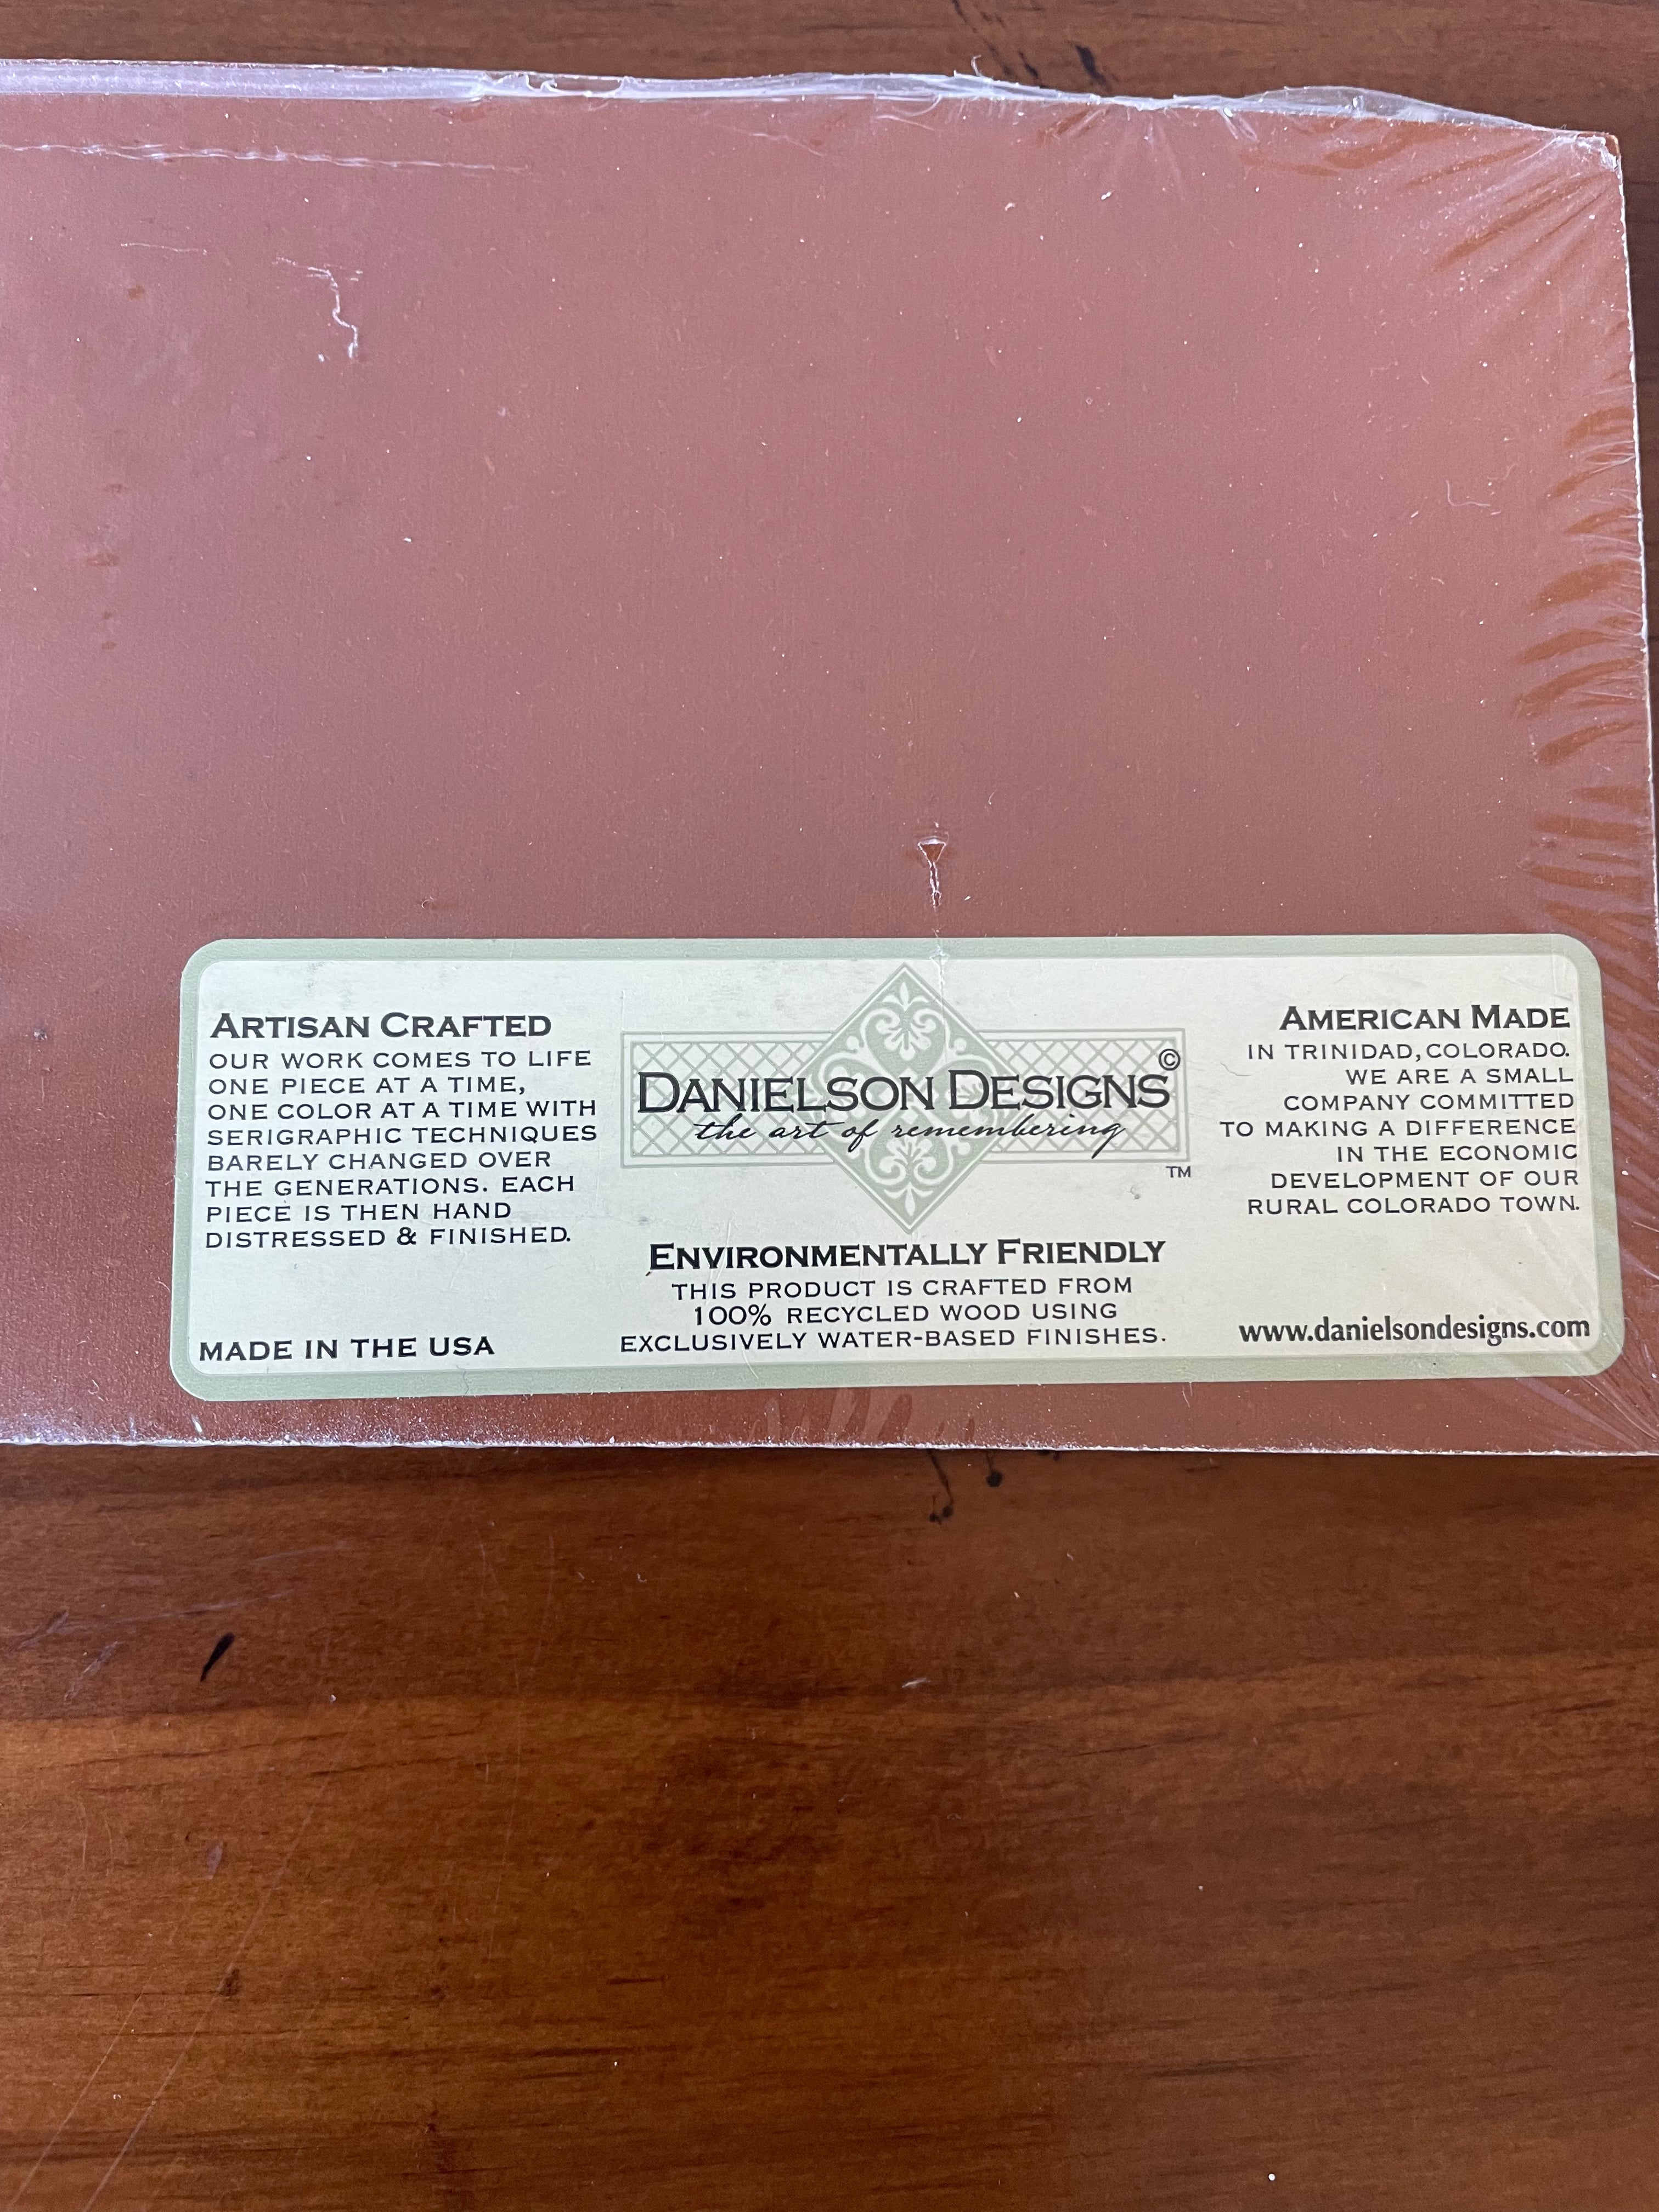 ARTISAN CRAFTED
OUR WORK COMES TO LIFE
ONE PIECE AT A TIME,
ONE COLOR AT A TIME WITH
SERIGRAPHIC TECHNIQUES
BARELY CHANGED OVER
THE GENERATIONS. EACH
PIECE IS THEN HAND
DISTRESSED & FINISHED.
MADE IN THE USA
DANIELSON DESIGNS©
the art of remembering
TM
ENVIRONMENTALLY FRIENDLY
THIS PRODUCT IS CRAFTED FROM
100% RECYCLED WOOD USING
EXCLUSIVELY WATER-BASED FINISHES.
AMERICAN MADE
IN TRINIDAD, COLORADO.
WE ARE A SMALL
COMPANY COMMITTED
TO MAKING A DIFFERENCE
IN THE ECONOMIC
DEVELOPMENT OF OUR
RURAL COLORADO TOWN.
www.danielsondesigns.com